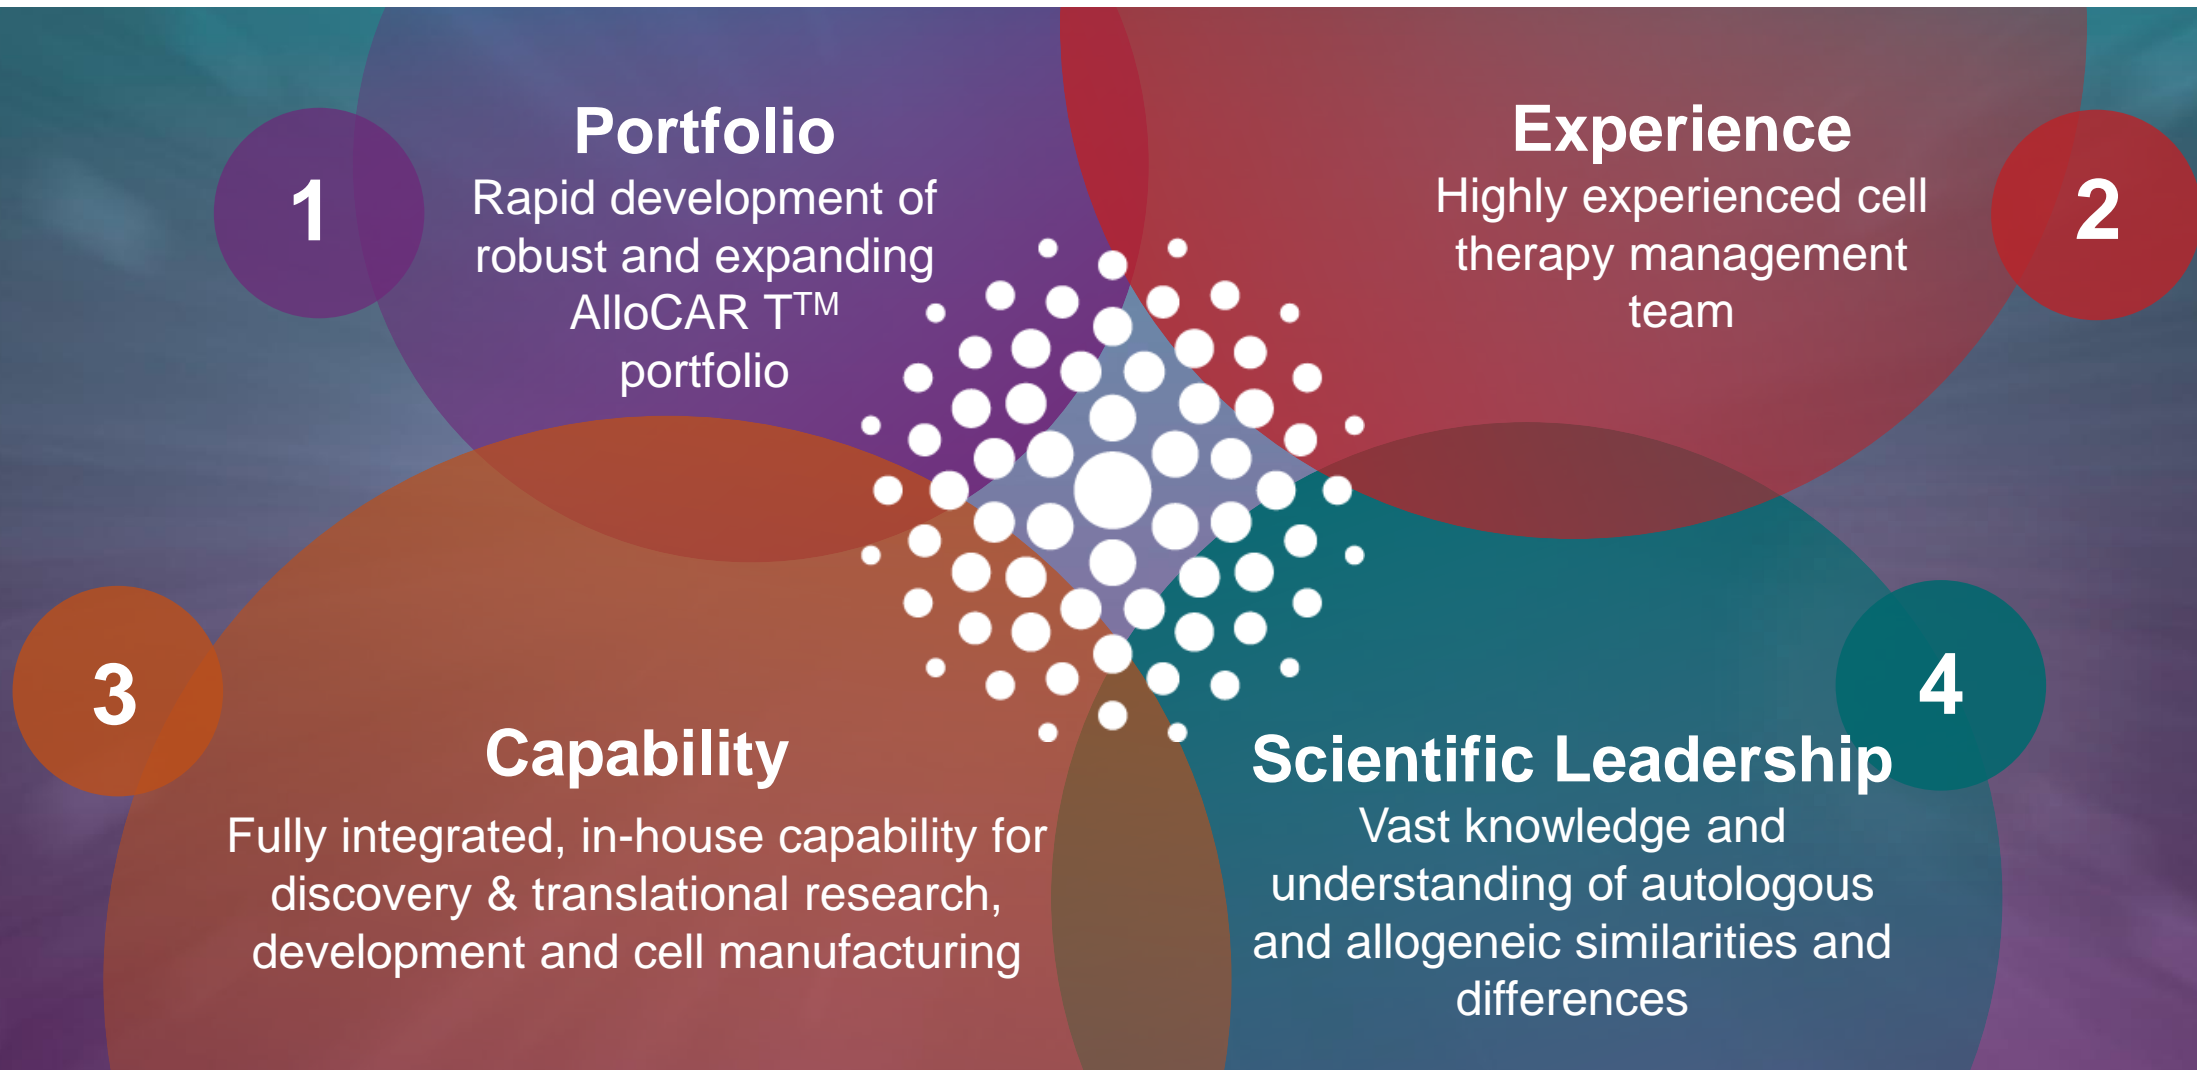 1
Portfolio
Rapid development of
robust and expanding
AlloCAR T™
portfolio
2
Experience
Highly experienced cell
therapy management
team
3
Capability
Fully integrated, in-house capability for
discovery & translational research,
development and cell manufacturing
4
Scientific Leadership
Vast knowledge and
understanding of autologous
and allogeneic similarities and
differences